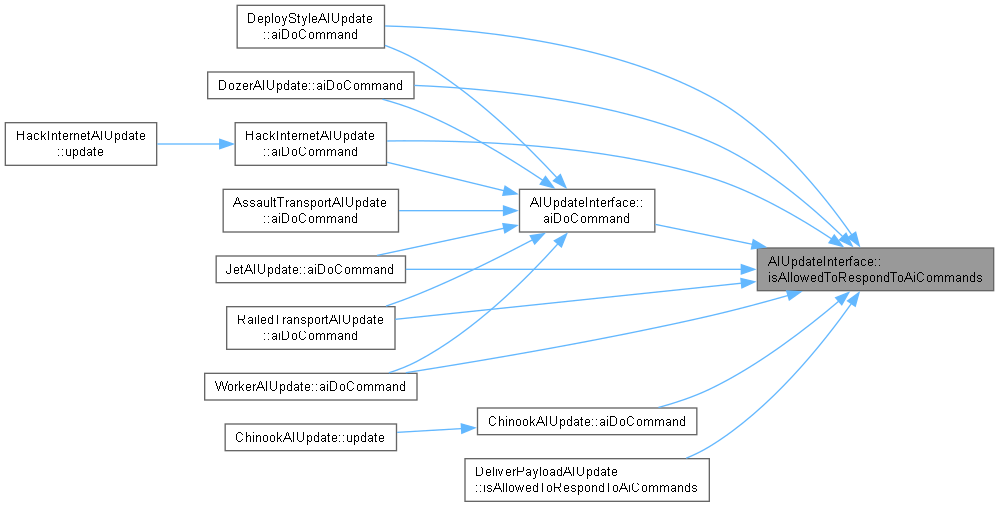 DeployStyleAIUpdate
::aiDoCommand
DozerAIUpdate::aiDoCommand
HackInternetAIUpdate
::update
HackInternetAIUpdate
::aiDoCommand
AssaultTransportAIUpdate
::aiDoCommand
AIUpdateInterface::
aiDoCommand
JetAIUpdate::aiDoCommand
AIUpdateInterface::
isAllowedToRespondToAiCommands
RailedTransportAIUpdate
::aiDoCommand
WorkerAIUpdate::aiDoCommand
ChinookAIUpdate::update
ChinookAIUpdate::aiDoCommand
DeliverPayloadAIUpdate
::isAllowedToRespondToAiCommands